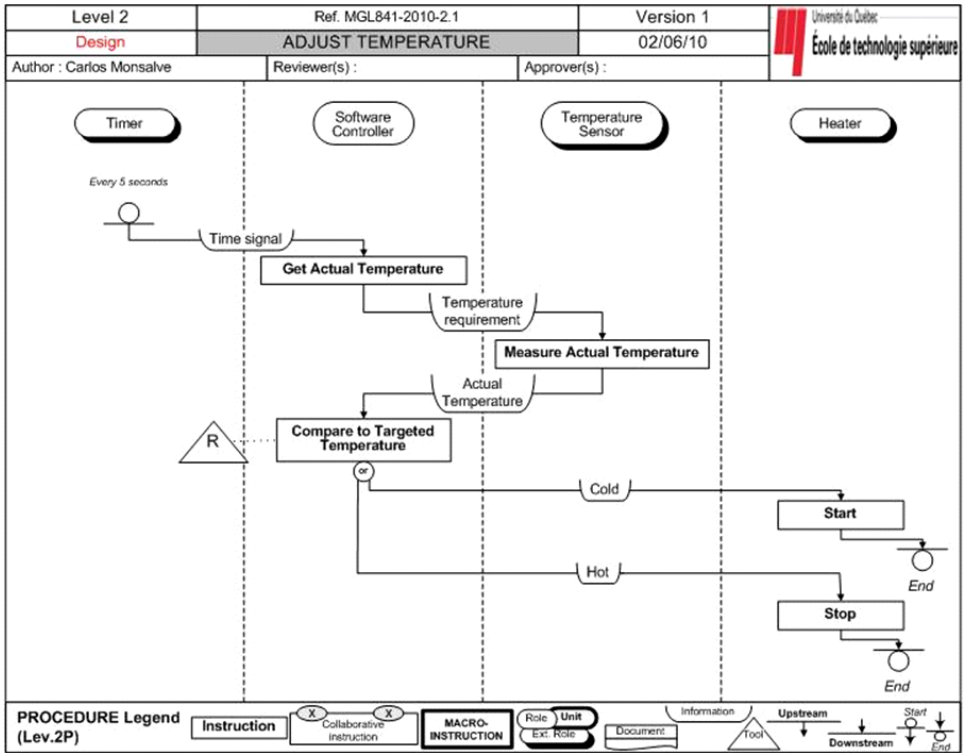 Level 2
Ref. MGL841-2010-2.1
Version 1
Université du Québec
École de technologie supérieure
Design
ADJUST TEMPERATURE
02/06/10
Author : Carlos Monsalve
Reviewer(s) :
Approver(s) :
Timer
Software
Controller
Temperature
Sensor
Heater
Every 5 seconds
Time signal
Get Actual Temperature
Temperature
requirement
Measure Actual Temperature
Actual
Temperature
R
Compare to Targeted
Temperature
or
Cold
Start
End
Hot
Stop
End
PROCEDURE Legend
(Lev.2P)
Instruction
X
X
Collaborative
instruction
MACRO-
INSTRUCTION
Role
Unit
Ext. Role
Document
Information
Tool
Upstream
Downstream
Start
End